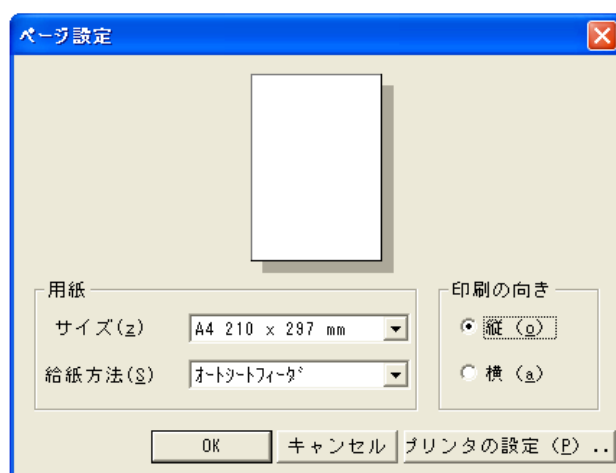 ページ設定
用紙
サイズ(z) A4 210 x 297 mm
給紙方法(S) ｵｰﾄｼｰﾄﾌｨｰﾀﾞ
印刷の向き
縦 (o)
横 (a)
OK キャンセル プリンタの設定 (P) ..